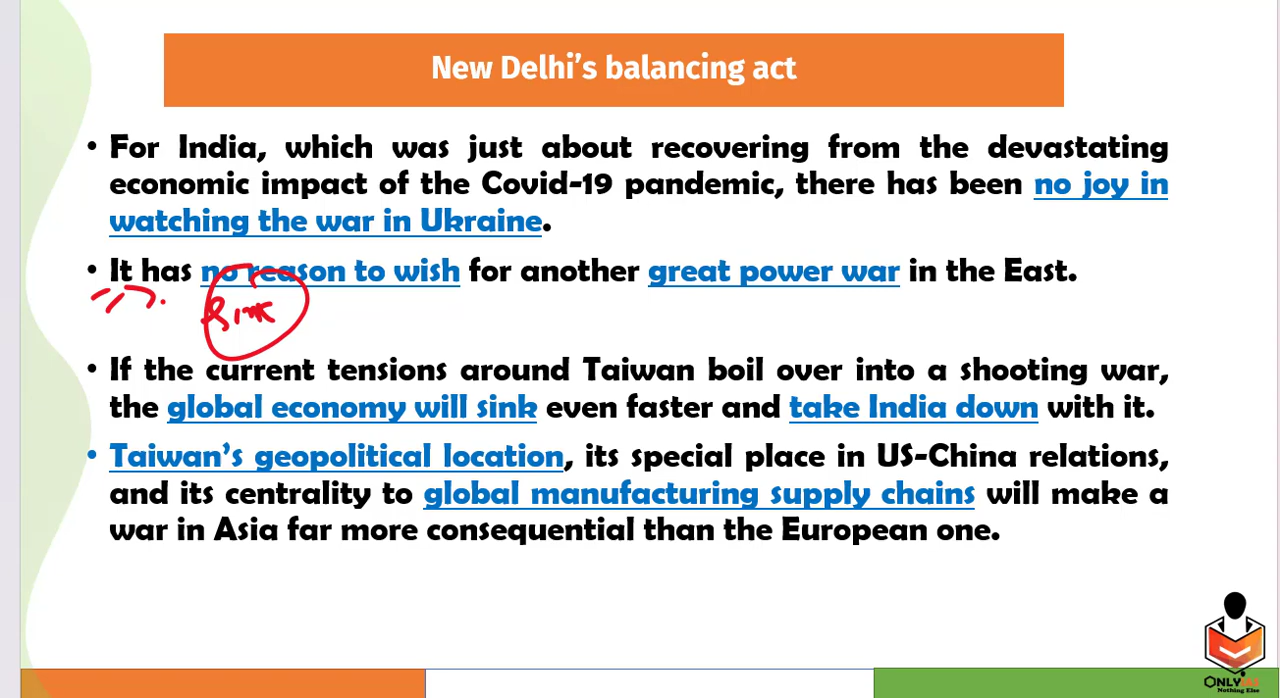 New Delhi’s balancing act
• For India, which was just about recovering from the devastating
economic impact of the Covid-19 pandemic, there has been no joy in
watching the war in Ukraine.
• It has no reason to wish for another great power war in the East.
• If the current tensions around Taiwan boil over into a shooting war,
the global economy will sink even faster and take India down with it.
• Taiwan’s geopolitical location, its special place in US-China relations,
and its centrality to global manufacturing supply chains will make a
war in Asia far more consequential than the European one.
Nothing Else